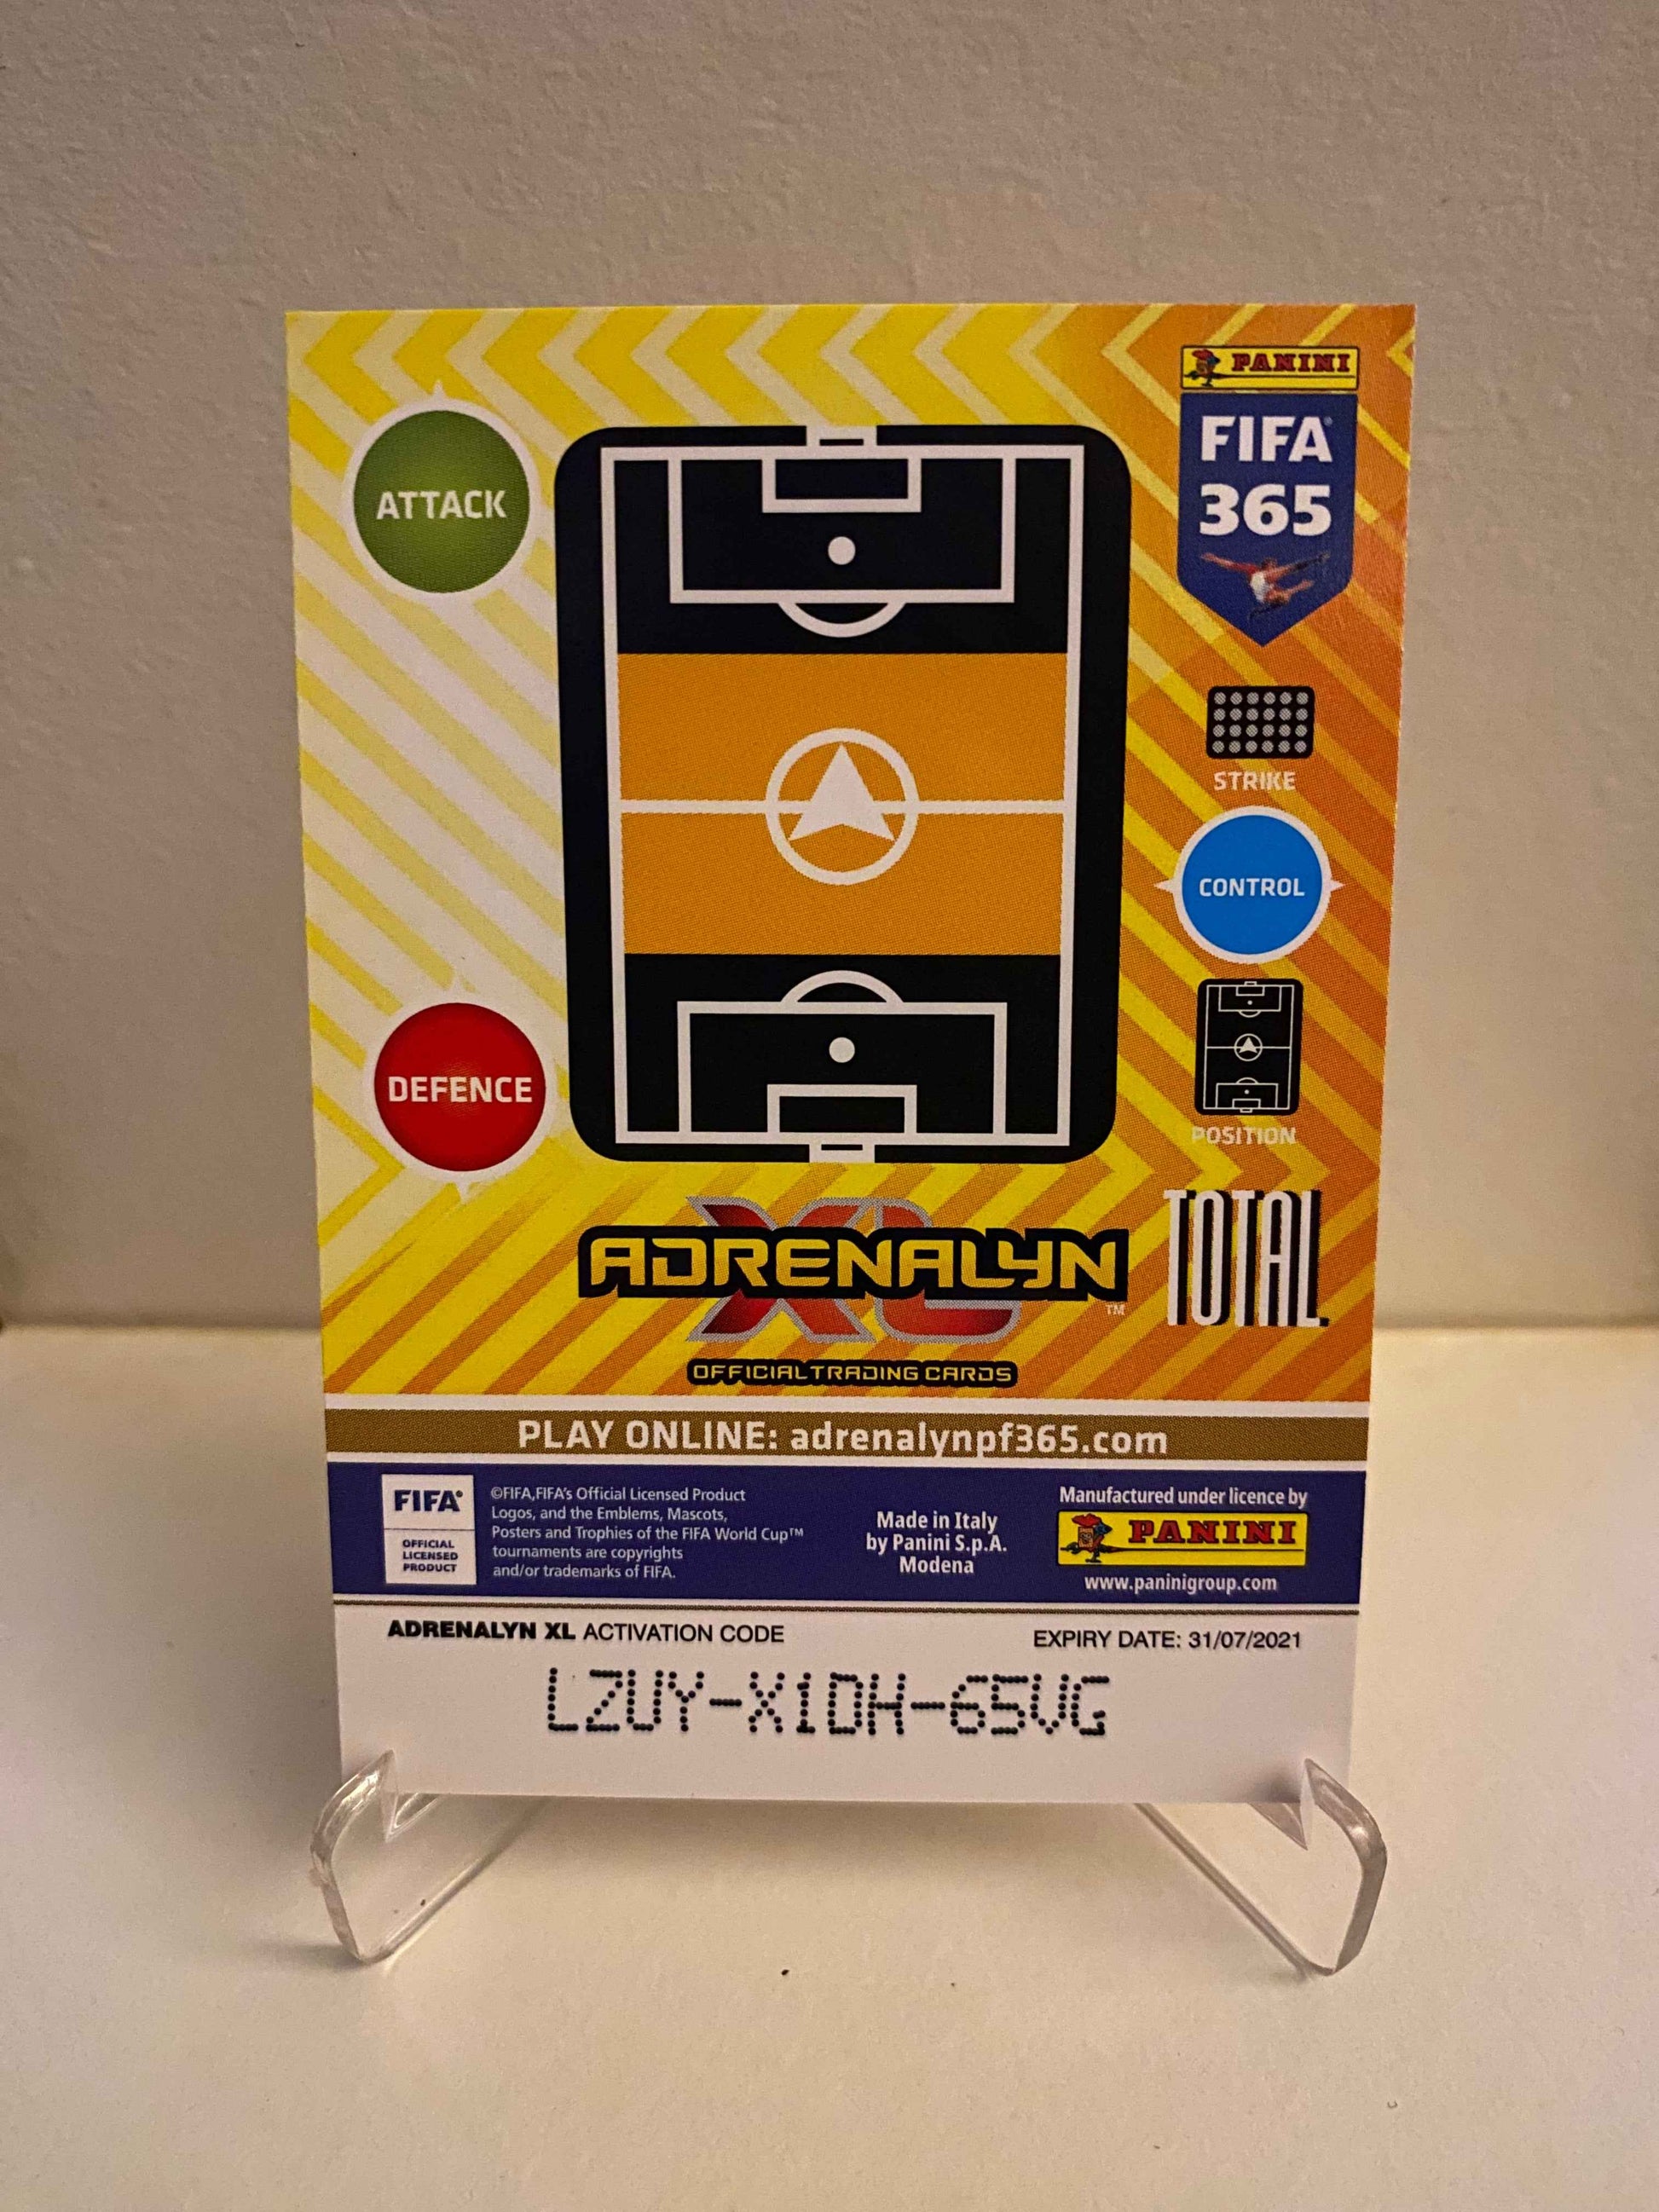 PANINI
FIFA
365
ATTACK
STRIKE
CONTROL
DEFENCE
POSITION
XL
ADRENALYN™
TOTAL
OFFICIAL TRADING CARDS
PLAY ONLINE: adrenalynpf365.com
FIFA®
OFFICIAL
LICENSED
PRODUCT
©FIFA,FIFA's Official Licensed Product
Logos, and the Emblems, Mascots,
Posters and Trophies of the FIFA World Cup™
tournaments are copyrights
and/or trademarks of FIFA.
Made in Italy
by Panini S.p.A.
Modena
Manufactured under licence by
PANINI
www.paninigroup.com
ADRENALYN XL ACTIVATION CODE
EXPIRY DATE: 31/07/2021
LZUY-X1DH-65VG